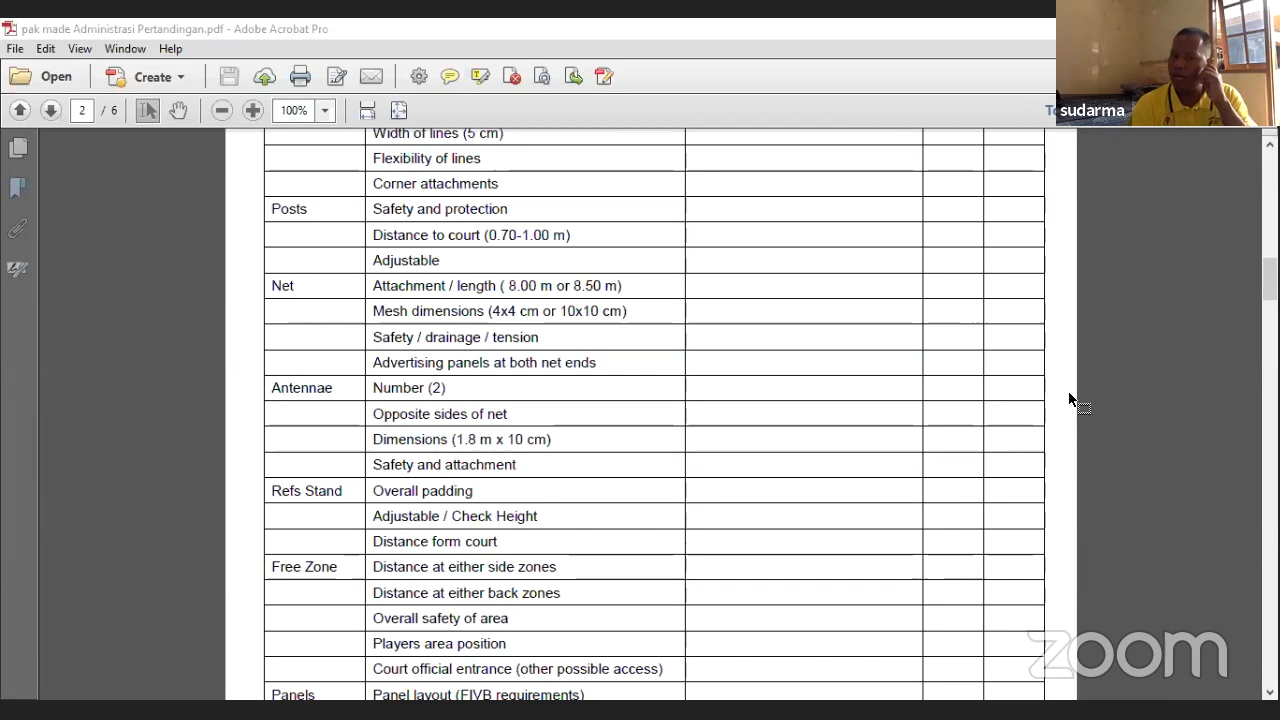 pak made Administrasi Pertandingan.pdf - Adobe Acrobat Pro
File Edit View Window Help
Open Create
2 / 6 100%
sudarma
Width of lines (5 cm)
Flexibility of lines
Corner attachments
Posts Safety and protection
Distance to court (0.70-1.00 m)
Adjustable
Net Attachment / length ( 8.00 m or 8.50 m)
Mesh dimensions (4x4 cm or 10x10 cm)
Safety / drainage / tension
Advertising panels at both net ends
Antennae Number (2)
Opposite sides of net
Dimensions (1.8 m x 10 cm)
Safety and attachment
Refs Stand Overall padding
Adjustable / Check Height
Distance form court
Free Zone Distance at either side zones
Distance at either back zones
Overall safety of area
Players area position
Court official entrance (other possible access)
Panels Panel layout (FIVB requirements)
zoom